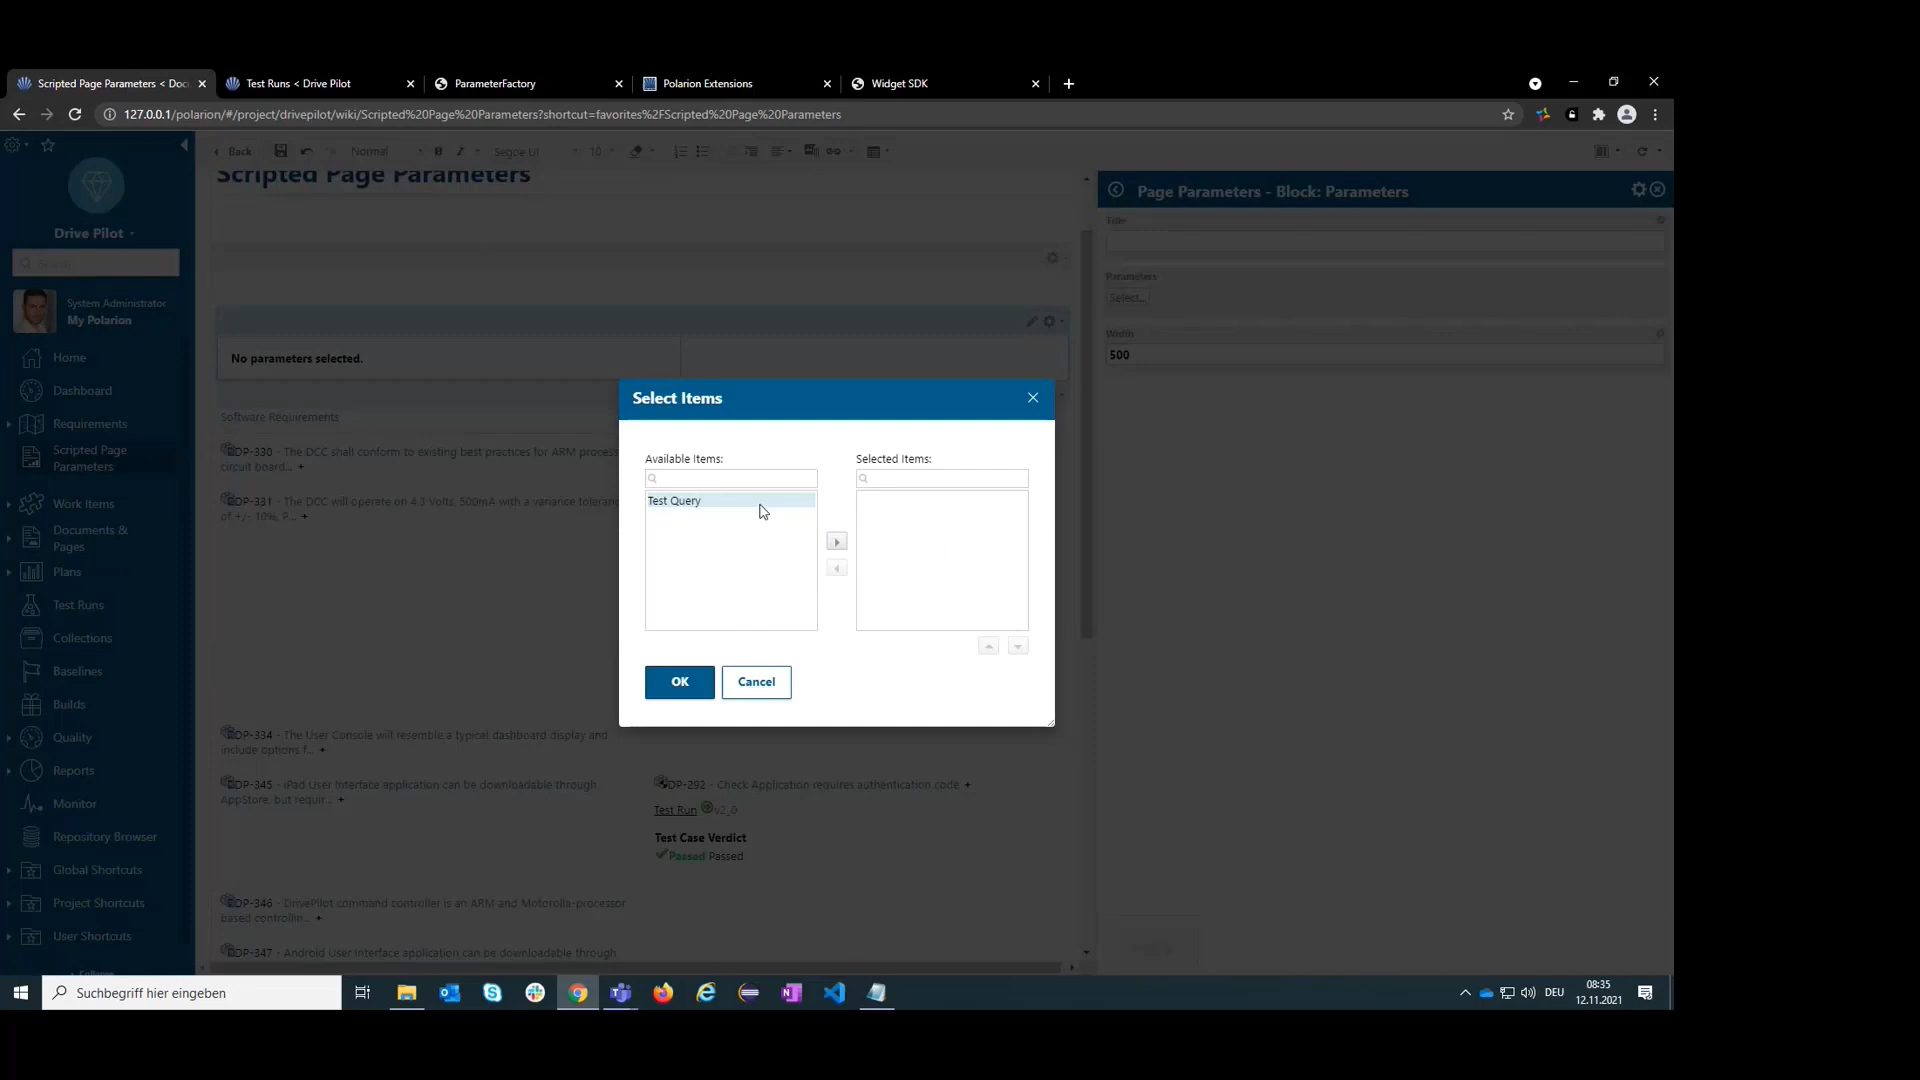 Scripted Page Parameters < Doc
Test Runs < Drive Pilot
ParameterFactory
Polarion Extensions
Widget SDK
127.0.0.1/polarion/#/project/drivepilot/wiki/Scripted%20Page%20Parameters?shortcut=favorites%2FScripted%20Page%20Parameters
Back
Normal
B
I
Segoe UI
10
Scripted Page Parameters
Page Parameters - Block: Parameters
Title
Parameters
Select...
Width
500
Drive Pilot
Search
System Administrator
My Polarion
Home
Dashboard
Requirements
Scripted Page
Parameters
Work Items
Documents &
Pages
Plans
Test Runs
Collections
Baselines
Builds
Quality
Reports
Monitor
Repository Browser
Global Shortcuts
Project Shortcuts
User Shortcuts
Collapse
No parameters selected.
Software Requirements
DP-330 - The DCC shall conform to existing best practices for ARM process
circuit board... +
DP-331 - The DCC will operate on 4.3 Volts, 500mA with a variance toleran
of +/- 10%, P... +
DP-334 - The User Console will resemble a typical dashboard display and
include options f... +
DP-345 - iPad User Interface application can be downloadable through
AppStore, but requir... +
DP-292 - Check Application requires authentication code. +
Test Run v2_0
Test Case Verdict
Passed Passed
DP-346 - DrivePilot command controller is an ARM and Motorolla-processor
based controllin... +
DP-347 - Android User Interface application can be downloadable through
Select Items
Available Items:
Selected Items:
Test Query
OK
Cancel
Suchbegriff hier eingeben
DEU
08:35
12.11.2021